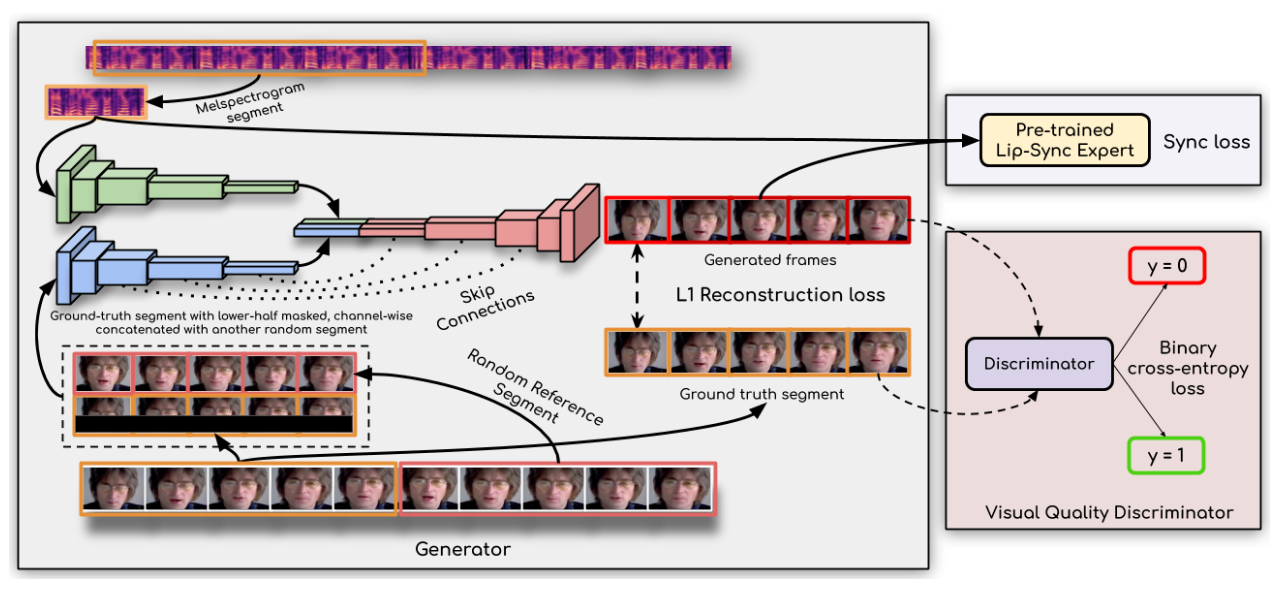 Melspectrogram
segment
Pre-trained
Lip-Sync Expert
Sync loss
Generated frames
L1 Reconstruction loss
Skip
Connections
Ground-truth segment with lower-half masked, channel-wise
concatenated with another random segment
Random Reference
Segment
Ground truth segment
y = 0
Discriminator
Binary
cross-entropy
loss
y = 1
Visual Quality Discriminator
Generator